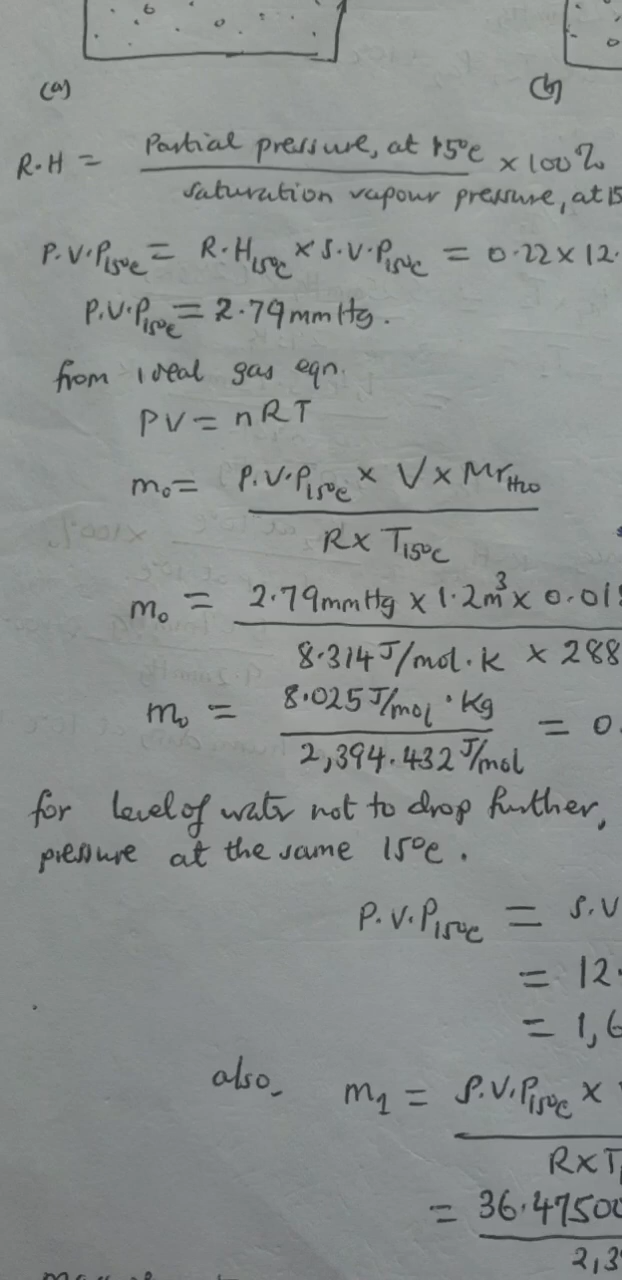 (a) (b)
R.H = Partial pressure, at 15°C × 100%
saturation vapour pressure, at 15
P.V.P15°C = R.H15°C × S.V.P15°C = 0.22 × 12.
P.V.P15°C = 2.79 mmHg.
from ideal gas eqn.
PV = nRT
m₀ = P.V.P15°C × V × MrH₂O
R × T15°C
m₀ = 2.79 mmHg × 1.2m³ × 0.018
8.314 J/mol.K × 288
m₀ = 8.025 J/mol . Kg = 0.
2,394.432 J/mol
for level of water not to drop further,
pressure at the same 15°C.
P.V.P15°C = S.V
= 12.
= 1,6
also, m₁ = S.V.P15°C ×
R × T
= 36.47500
2,3